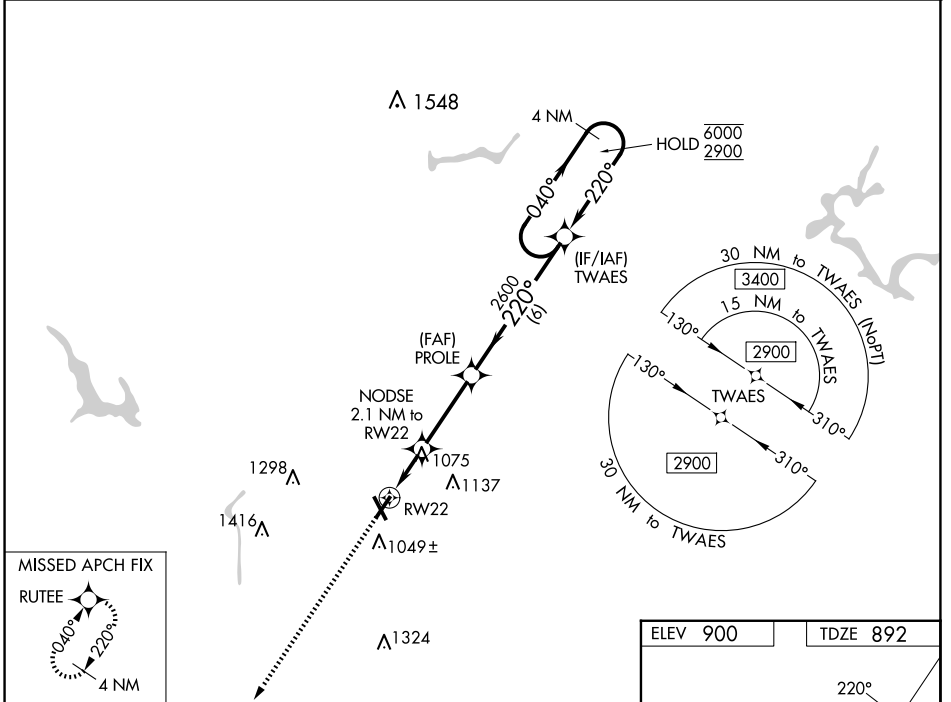 1548
4 NM
HOLD 6000
2900
040°
220°
(IF/IAF)
TWAES
2600
220°
(6)
(FAF)
PROLE
NODSE
2.1 NM to
RW22
1075
1137
1298
1416
RW22
1049±
1324
30 NM to TWAES (NoPT)
3400
15 NM to TWAES
2900
130°
310°
TWAES
130°
310°
2900
30 NM to TWAES
MISSED APCH FIX
RUTEE
040°
220°
4 NM
ELEV 900
TDZE 892
220°